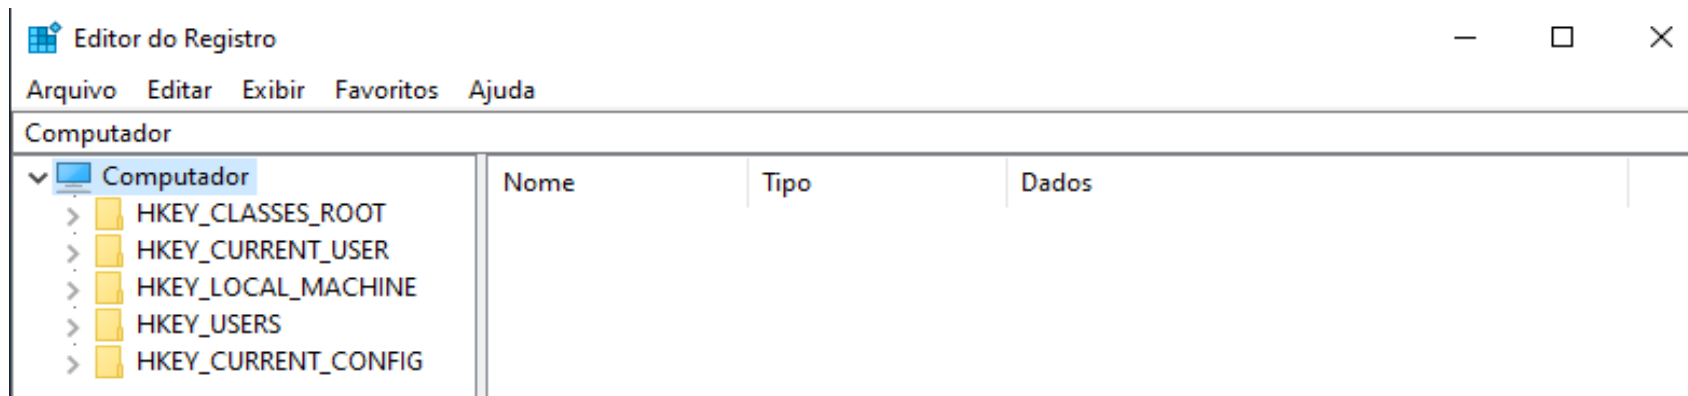 Editor do Registro
Arquivo Editar Exibir Favoritos Ajuda
Computador
Computador
Nome Tipo Dados
HKEY_CLASSES_ROOT
HKEY_CURRENT_USER
HKEY_LOCAL_MACHINE
HKEY_USERS
HKEY_CURRENT_CONFIG